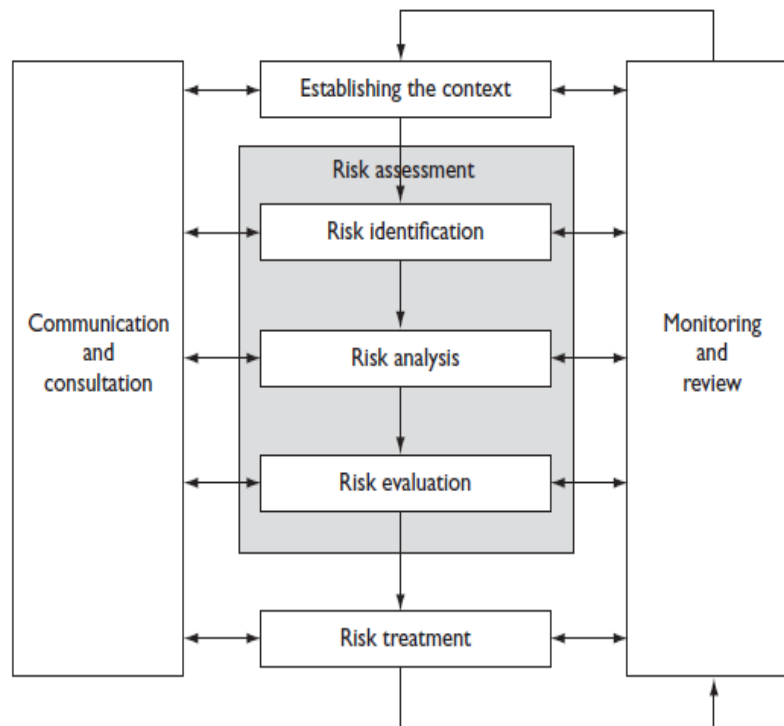 Establishing the context
Risk assessment
Risk identification
Communication
and
consultation
Risk analysis
Monitoring
and
review
Risk evaluation
Risk treatment